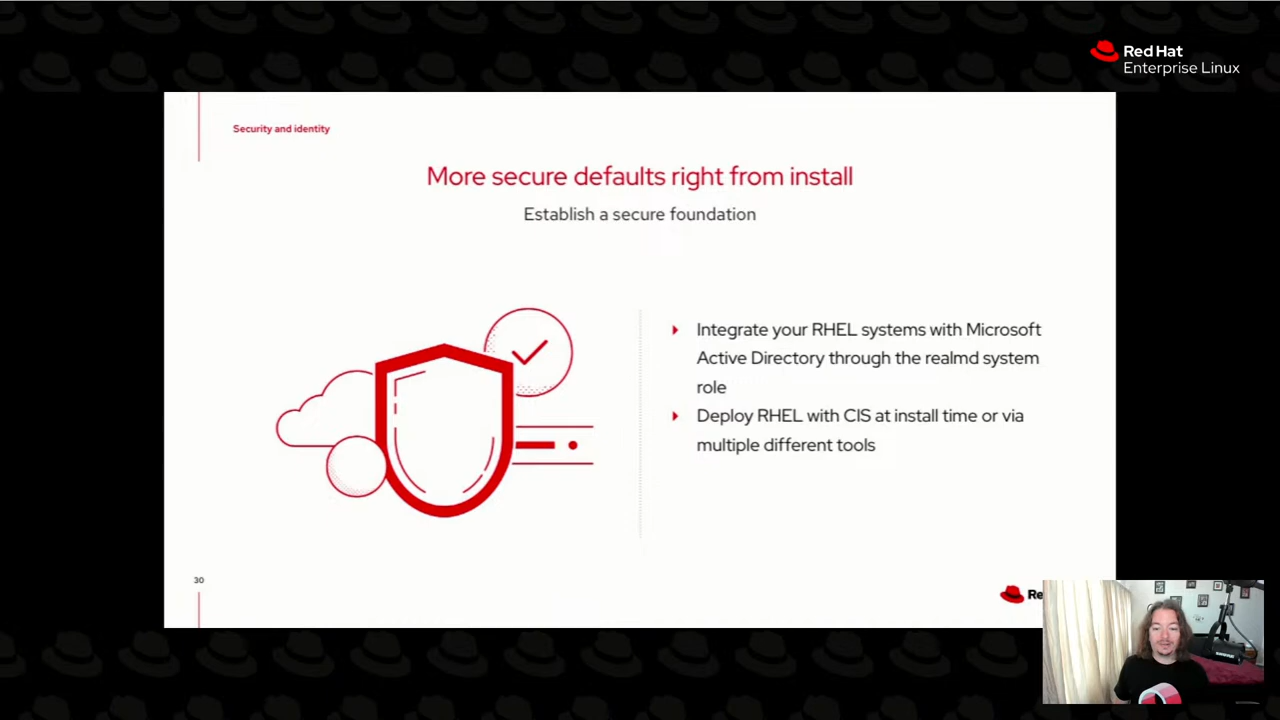 Red Hat
Enterprise Linux
Security and identity
More secure defaults right from install
Establish a secure foundation
Integrate your RHEL systems with Microsoft
Active Directory through the realmd system
role
Deploy RHEL with CIS at install time or via
multiple different tools
30
Re